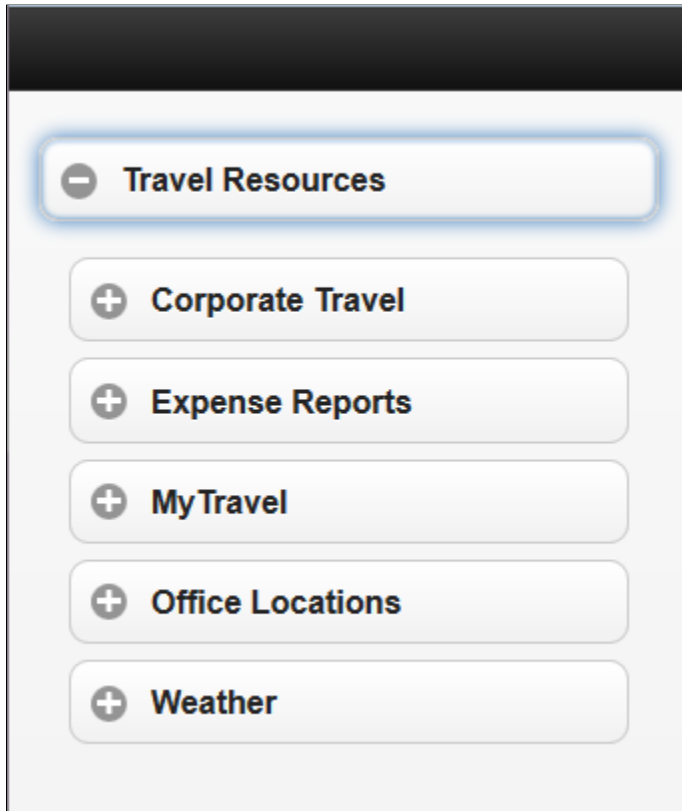 Travel Resources
Corporate Travel
Expense Reports
MyTravel
Office Locations
Weather